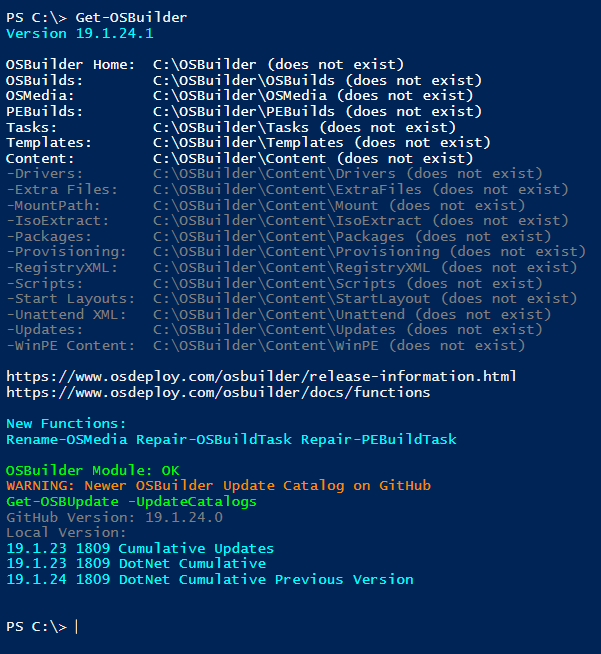 PS C:\> Get-OSBuilder
Version 19.1.24.1
OSBuilder Home:  C:\OSBuilder (does not exist)
OSBuilds:        C:\OSBuilder\OSBuilds (does not exist)
OSMedia:         C:\OSBuilder\OSMedia (does not exist)
PEBuilds:        C:\OSBuilder\PEBuilds (does not exist)
Tasks:           C:\OSBuilder\Tasks (does not exist)
Templates:       C:\OSBuilder\Templates (does not exist)
Content:         C:\OSBuilder\Content (does not exist)
-Drivers:        C:\OSBuilder\Content\Drivers (does not exist)
-Extra Files:    C:\OSBuilder\Content\ExtraFiles (does not exist)
-MountPath:      C:\OSBuilder\Content\Mount (does not exist)
-IsoExtract:     C:\OSBuilder\Content\IsoExtract (does not exist)
-Packages:       C:\OSBuilder\Content\Packages (does not exist)
-Provisioning:   C:\OSBuilder\Content\Provisioning (does not exist)
-RegistryXML:    C:\OSBuilder\Content\RegistryXML (does not exist)
-Scripts:        C:\OSBuilder\Content\Scripts (does not exist)
-Start Layouts:  C:\OSBuilder\Content\StartLayout (does not exist)
-Unattend XML:   C:\OSBuilder\Content\Unattend (does not exist)
-Updates:        C:\OSBuilder\Content\Updates (does not exist)
-WinPE Content:  C:\OSBuilder\Content\WinPE (does not exist)
https://www.osdeploy.com/osbuilder/release-information.html
https://www.osdeploy.com/osbuilder/docs/functions
New Functions:
Rename-OSMedia Repair-OSBuildTask Repair-PEBuildTask
OSBuilder Module: OK
WARNING: Newer OSBuilder Update Catalog on GitHub
Get-OSBUpdate -UpdateCatalogs
GitHub Version: 19.1.24.0
Local Version:
19.1.23 1809 Cumulative Updates
19.1.23 1809 DotNet Cumulative
19.1.24 1809 DotNet Cumulative Previous Version
PS C:\>